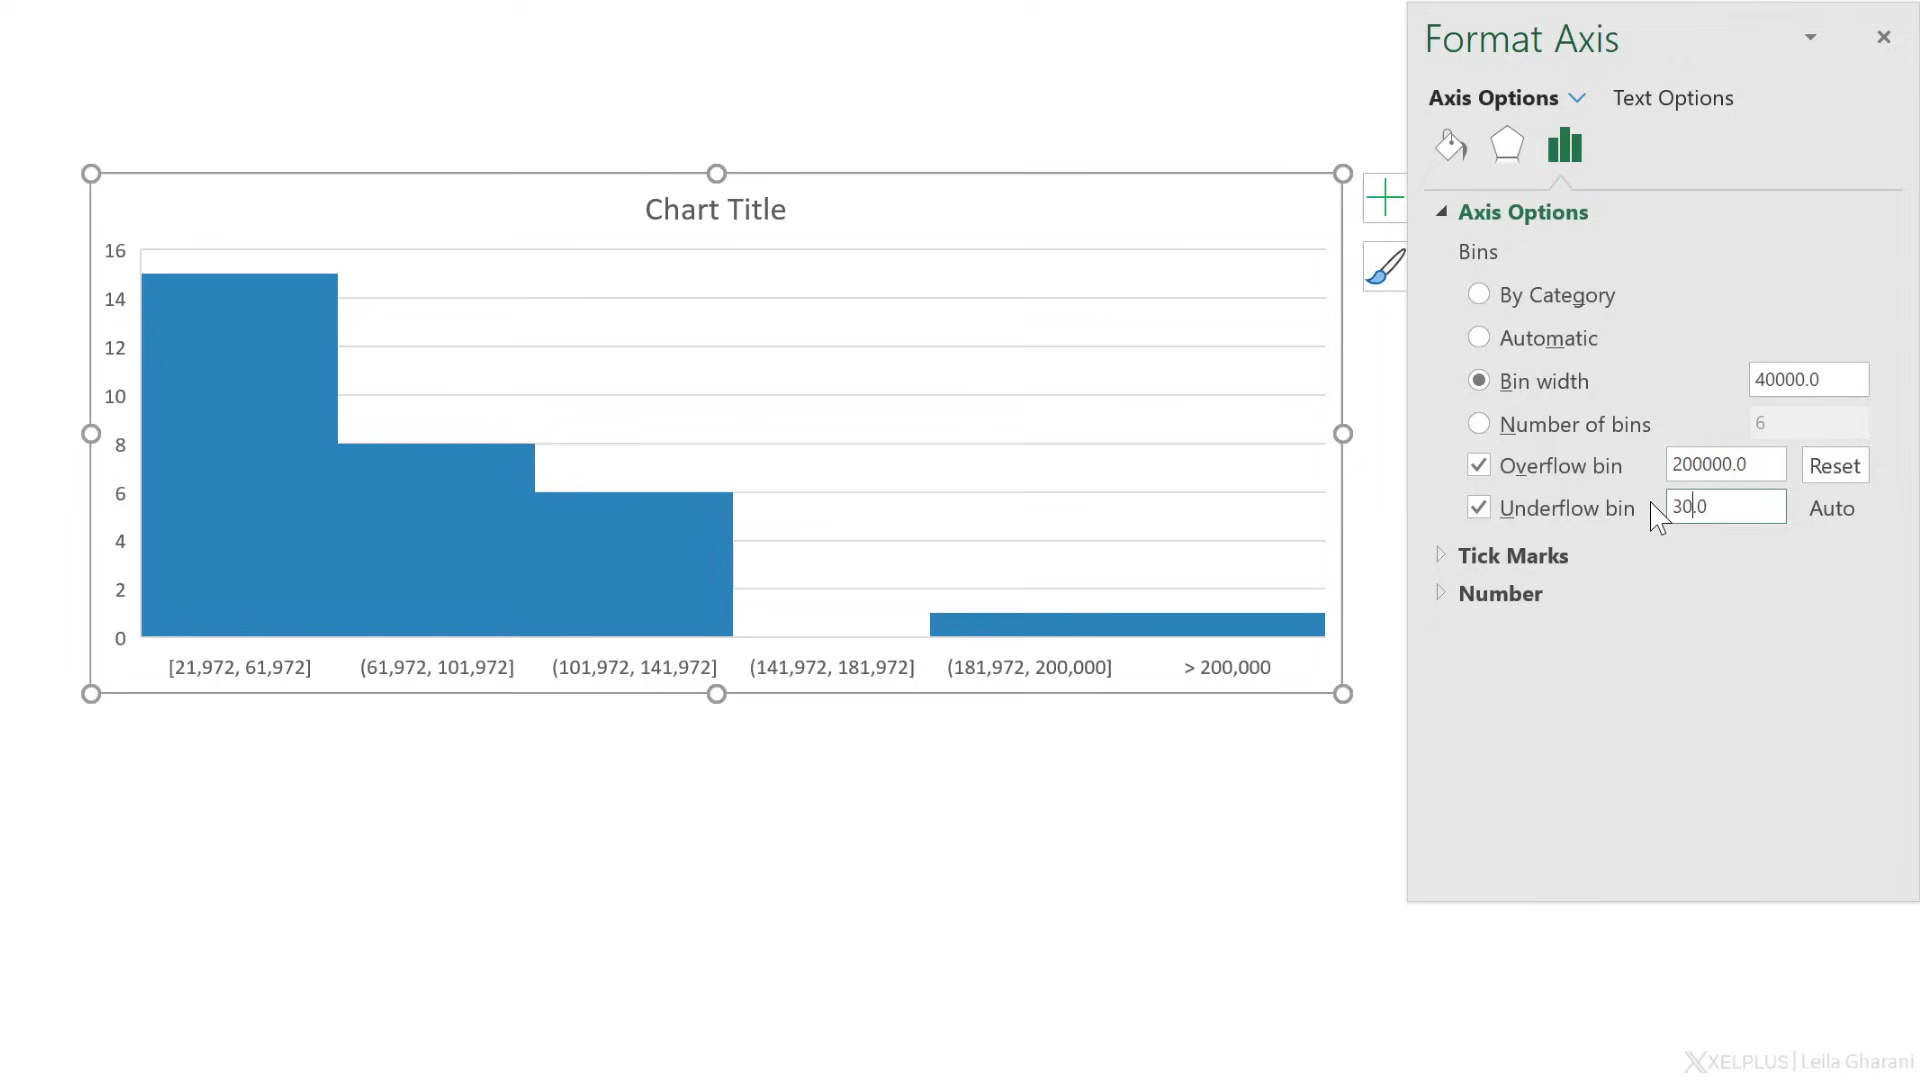 Format Axis
Axis Options Text Options
Axis Options
Bins
By Category
Automatic
Bin width 40000.0
Number of bins 6
Overflow bin 200000.0 Reset
Underflow bin 30.0 Auto
Tick Marks
Number
Chart Title
16
14
12
10
8
6
4
2
0
[21,972, 61,972] (61,972, 101,972] (101,972, 141,972] (141,972, 181,972] (181,972, 200,000] > 200,000
XELPLUS | Leila Gharani